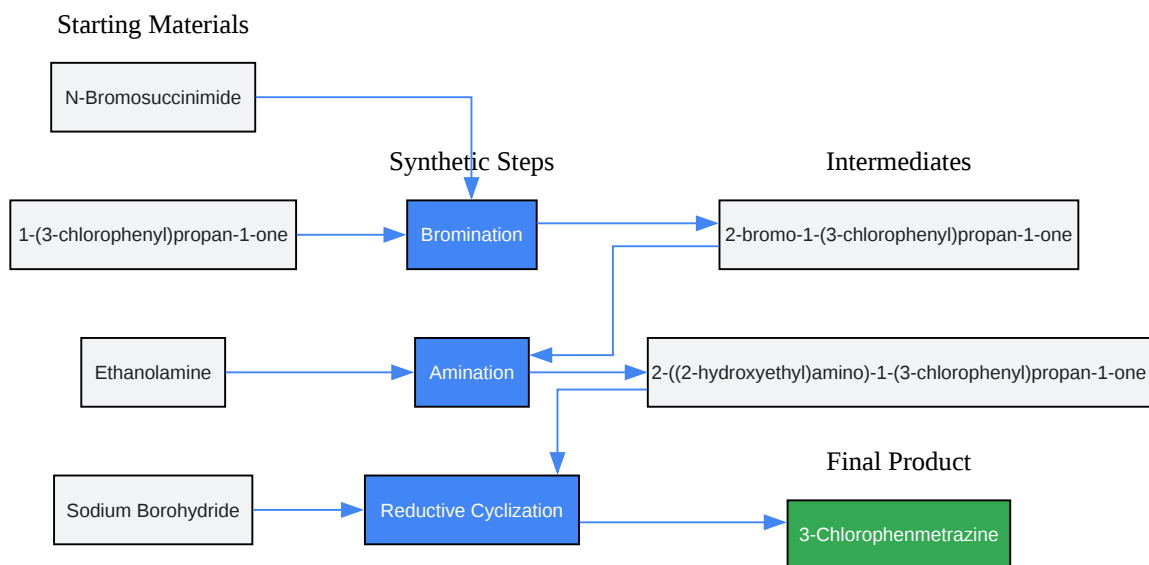 Starting Materials
N-Bromosuccinimide
Synthetic Steps
Intermediates
1-(3-chlorophenyl)propan-1-one
Bromination
2-bromo-1-(3-chlorophenyl)propan-1-one
Ethanolamine
Amination
2-((2-hydroxyethyl)amino)-1-(3-chlorophenyl)propan-1-one
Final Product
Sodium Borohydride
Reductive Cyclization
3-Chlorophenmetrazine